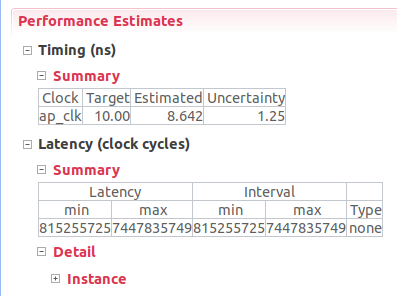 Performance Estimates
Timing (ns)
Summary
Clock Target Estimated Uncertainty
ap_clk 10.00 8.642 1.25
Latency (clock cycles)
Summary
Latency Interval
min max min max Type
815255725 7447835749 815255725 7447835749 none
Detail
Instance